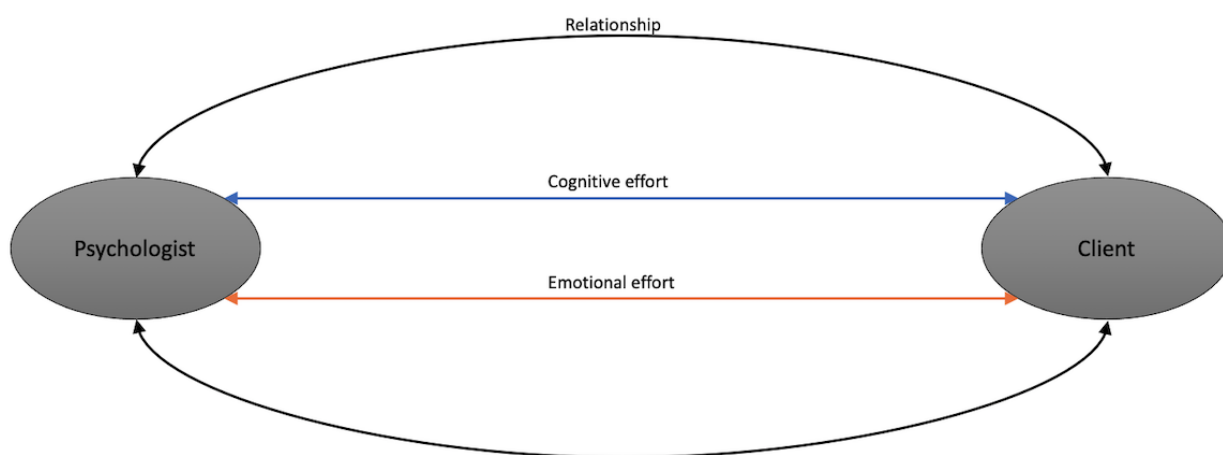 Relationship
Cognitive effort
Psychologist
Client
Emotional effort